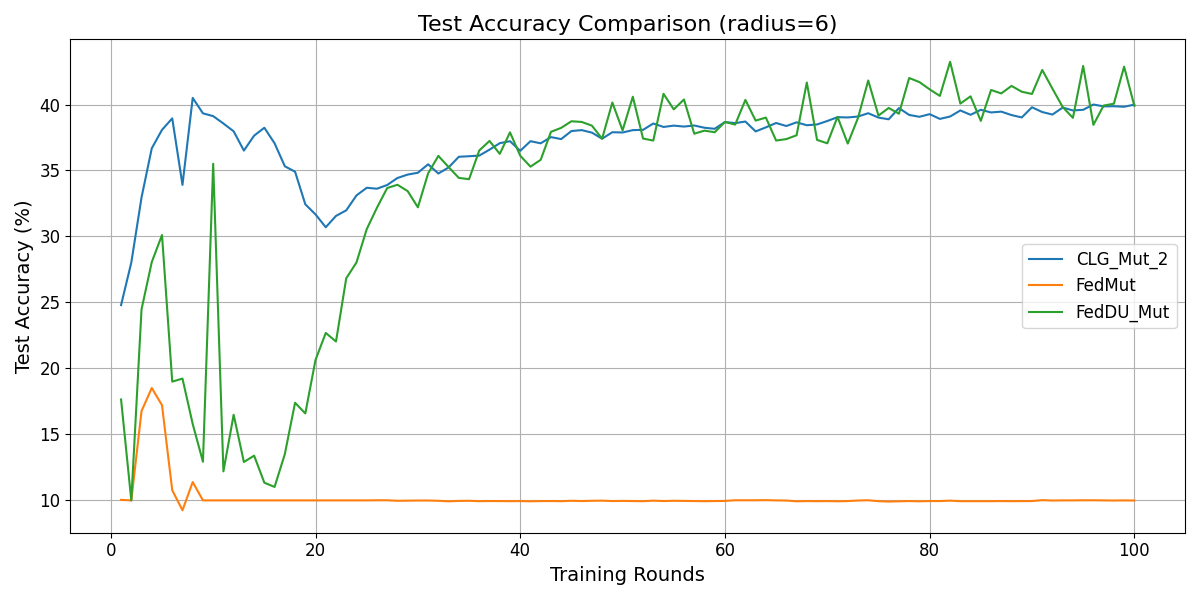 Test Accuracy Comparison (radius=6)
Test Accuracy (%)
40
35
30
25
20
15
10
CLG_Mut_2
FedMut
FedDU_Mut
0 20 40 60 80 100
Training Rounds